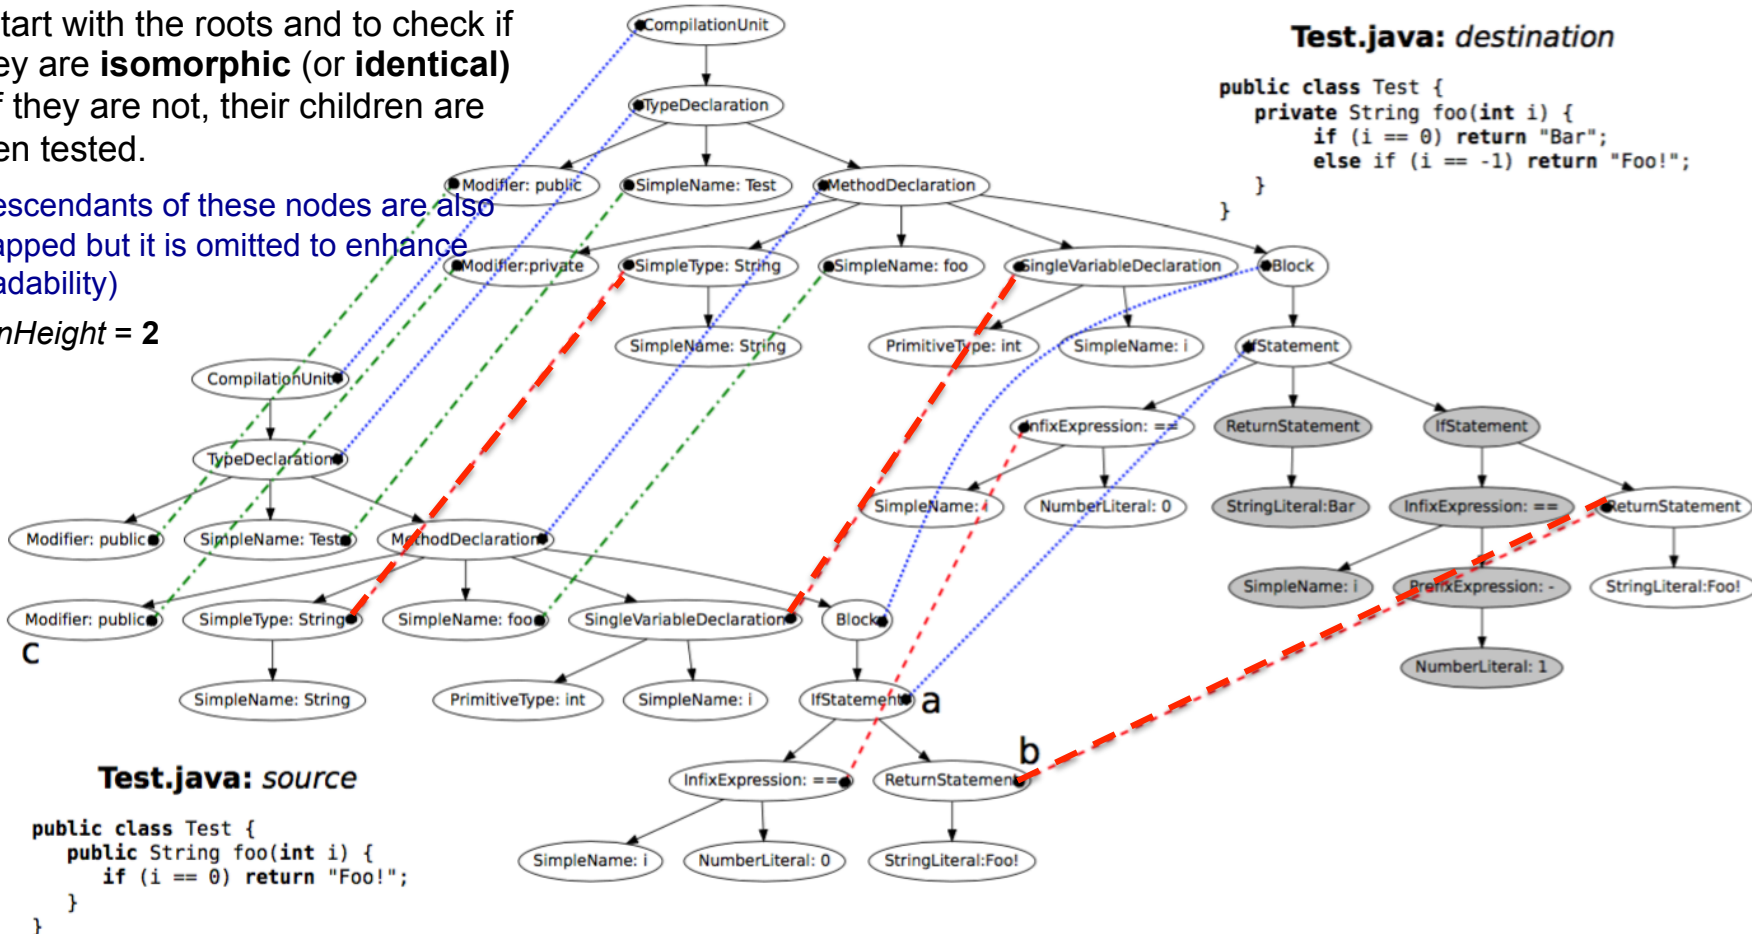 tart with the roots and to check if
ey are isomorphic (or identical)
f they are not, their children are
en tested.
escendants of these nodes are also
apped but it is omitted to enhance
adability)
nHeight = 2
CompilationUnit
TypeDeclaration
Modifier: public
SimpleName: Test
MethodDeclaration
Modifier:private
SimpleType: String
SimpleName: foo
SingleVariableDeclaration
Block
SimpleName: String
PrimitiveType: int
SimpleName: i
IfStatement
InfixExpression: ==
ReturnStatement
IfStatement
SimpleName: i
NumberLiteral: 0
StringLiteral:Bar
InfixExpression: ==
ReturnStatement
SimpleName: i
PrefixExpression: -
StringLiteral:Foo!
NumberLiteral: 1
Test.java: destination
public class Test {
private String foo(int i) {
if (i == 0) return "Bar";
else if (i == -1) return "Foo!";
}
}
CompilationUnit
TypeDeclaration
Modifier: public
SimpleName: Test
MethodDeclaration
Modifier: public
SimpleType: String
SimpleName: foo
SingleVariableDeclaration
Block
c
SimpleName: String
PrimitiveType: int
SimpleName: i
IfStatement
a
b
InfixExpression: ==
ReturnStatement
SimpleName: i
NumberLiteral: 0
StringLiteral:Foo!
Test.java: source
public class Test {
public String foo(int i) {
if (i == 0) return "Foo!";
}
}